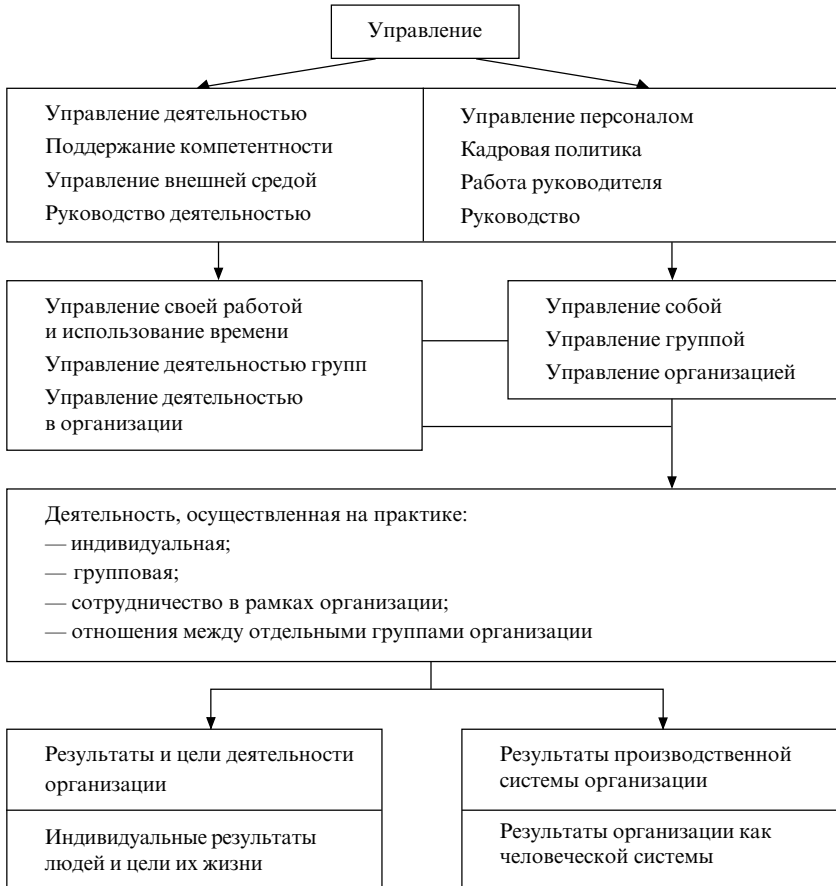 Управление
Управление деятельностью
Поддержание компетентности
Управление внешней средой
Руководство деятельностью
Управление персоналом
Кадровая политика
Работа руководителя
Руководство
Управление своей работой
и использование времени
Управление деятельностью групп
Управление деятельностью
в организации
Управление собой
Управление группой
Управление организацией
Деятельность, осуществленная на практике:
— индивидуальная;
— групповая;
— сотрудничество в рамках организации;
— отношения между отдельными группами организации
Результаты и цели деятельности
организации
Индивидуальные результаты
людей и цели их жизни
Результаты производственной
системы организации
Результаты организации как
человеческой системы